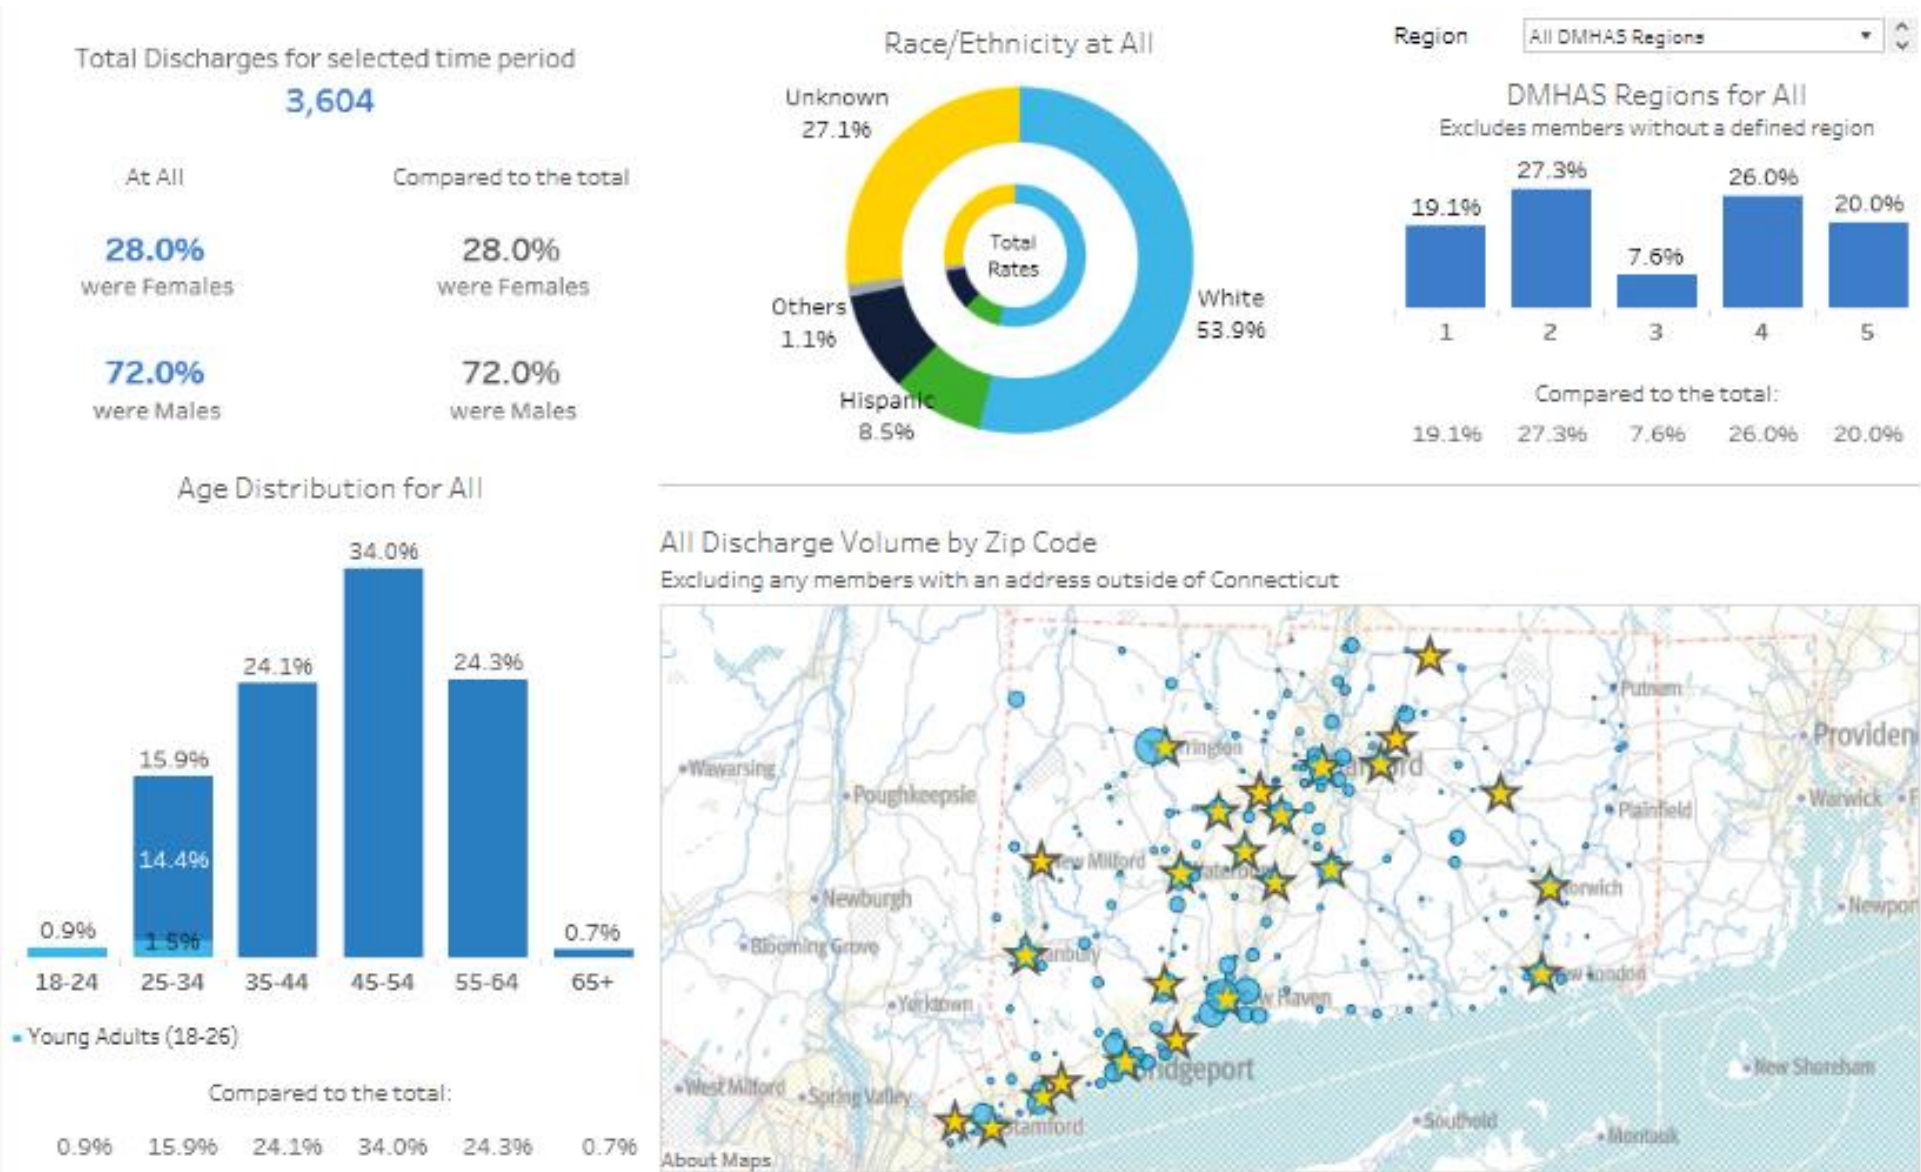 Total Discharges for selected time period
3,604
At All
Compared to the total
28.0%
were Females
28.0%
were Females
72.0%
were Males
72.0%
were Males
Race/Ethnicity at All
Unknown
27.1%
Others
1.1%
Hispanic
8.5%
Total
Rates
White
53.9%
Region
All DMHAS Regions
DMHAS Regions for All
Excludes members without a defined region
19.1%
27.3%
7.6%
26.0%
20.0%
1
2
3
4
5
Compared to the total:
19.1% 27.3% 7.6% 26.0% 20.0%
Age Distribution for All
0.9%
15.9%
14.4%
1.5%
24.1%
34.0%
24.3%
0.7%
18-24
25-34
35-44
45-54
55-64
65+
Young Adults (18-26)
Compared to the total:
0.9% 15.9% 24.1% 34.0% 24.3% 0.7%
All Discharge Volume by Zip Code
Excluding any members with an address outside of Connecticut
Putnam
Providen
rrington
Wawarsing
Poughkeepsie
Plainfield
Warwick
New Milford
Waterbury
Norwich
Newburgh
Newpor
Blooming Grove
anbury
New London
Yorktown
w Haven
Bridgeport
New Shoreham
West Milford
Spring Valley
Stamford
Southold
Montauk
About Maps